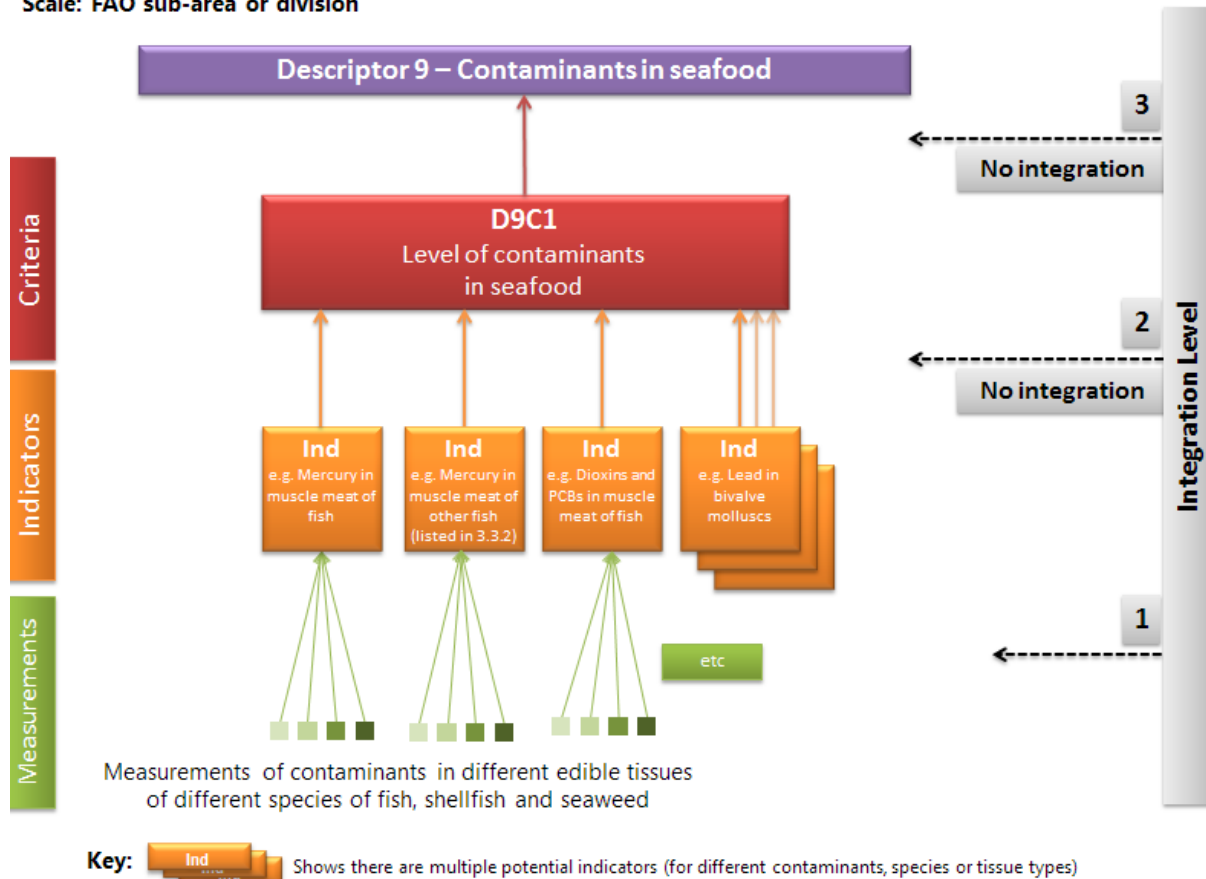 Scale: FAO sub-area or division
Descriptor 9 – Contaminants in seafood
3
No integration
Criteria
D9C1
Level of contaminants
in seafood
2
No integration
Integration Level
Indicators
Ind
e.g. Mercury in
muscle meat of
fish
Ind
e.g. Mercury in
muscle meat of
other fish
(listed in 3.3.2)
Ind
e.g. Dioxins and
PCBs in muscle
meat of fish
Ind
e.g. Lead in
bivalve
molluscs
1
Measurements
etc
Measurements of contaminants in different edible tissues
of different species of fish, shellfish and seaweed
Key:
Ind
Shows there are multiple potential indicators (for different contaminants, species or tissue types)